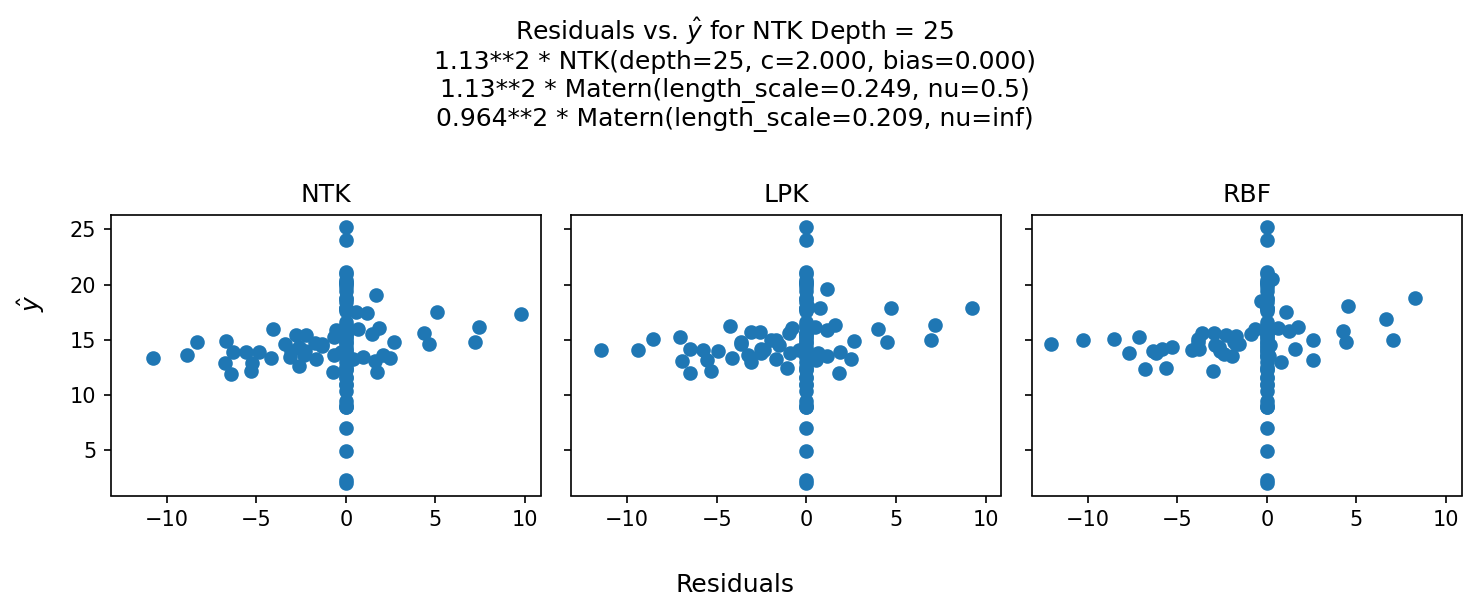 Residuals vs. ŷ for NTK Depth = 25
1.13**2 * NTK(depth=25, c=2.000, bias=0.000)
1.13**2 * Matern(length_scale=0.249, nu=0.5)
0.964**2 * Matern(length_scale=0.209, nu=inf)
NTK
LPK
RBF
ŷ
25
20
15
10
5
−10 −5 0 5 10
−10 −5 0 5 10
−10 −5 0 5 10
Residuals